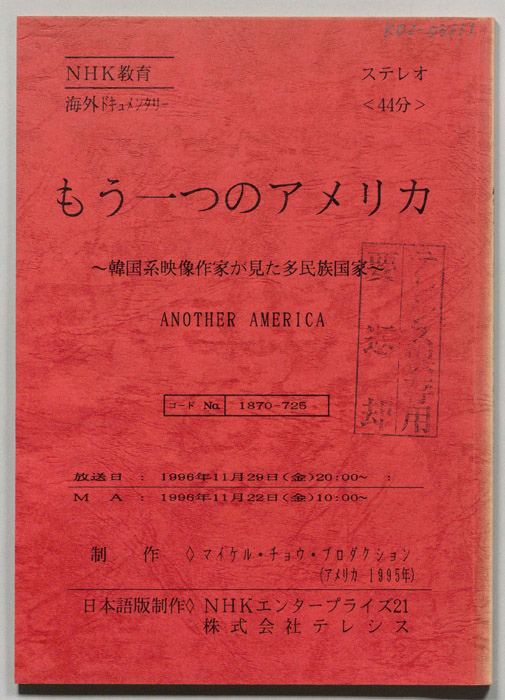 NHK教育
ステレオ
海外ドキュメンタリー
<44分>
もう一つのアメリカ
~韓国系映像作家が見た多民族国家~
ANOTHER AMERICA
コード No. 1870-725
放送日 : 1996年11月29日(金)20:00~ :
M A : 1996年11月22日(金)10:00~
制 作 ◇ マイケル・チョウ・プロダクション
(アメリカ 1995年)
日本語版制作◇ NHKエンタープライズ21
株式会社テレシス
要返却